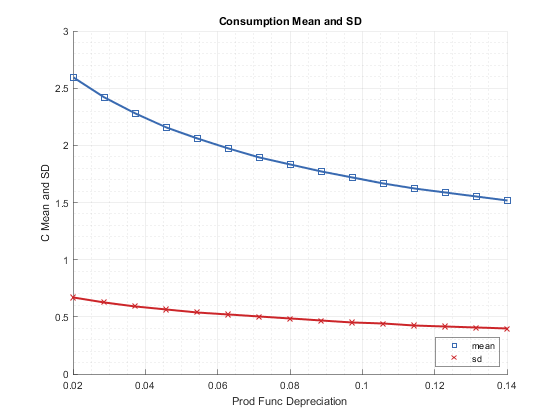 Consumption Mean and SD
3
2.5
2
1.5
1
0.5
0
C Mean and SD
0.02
0.04
0.06
0.08
0.1
0.12
0.14
Prod Func Depreciation
mean
sd